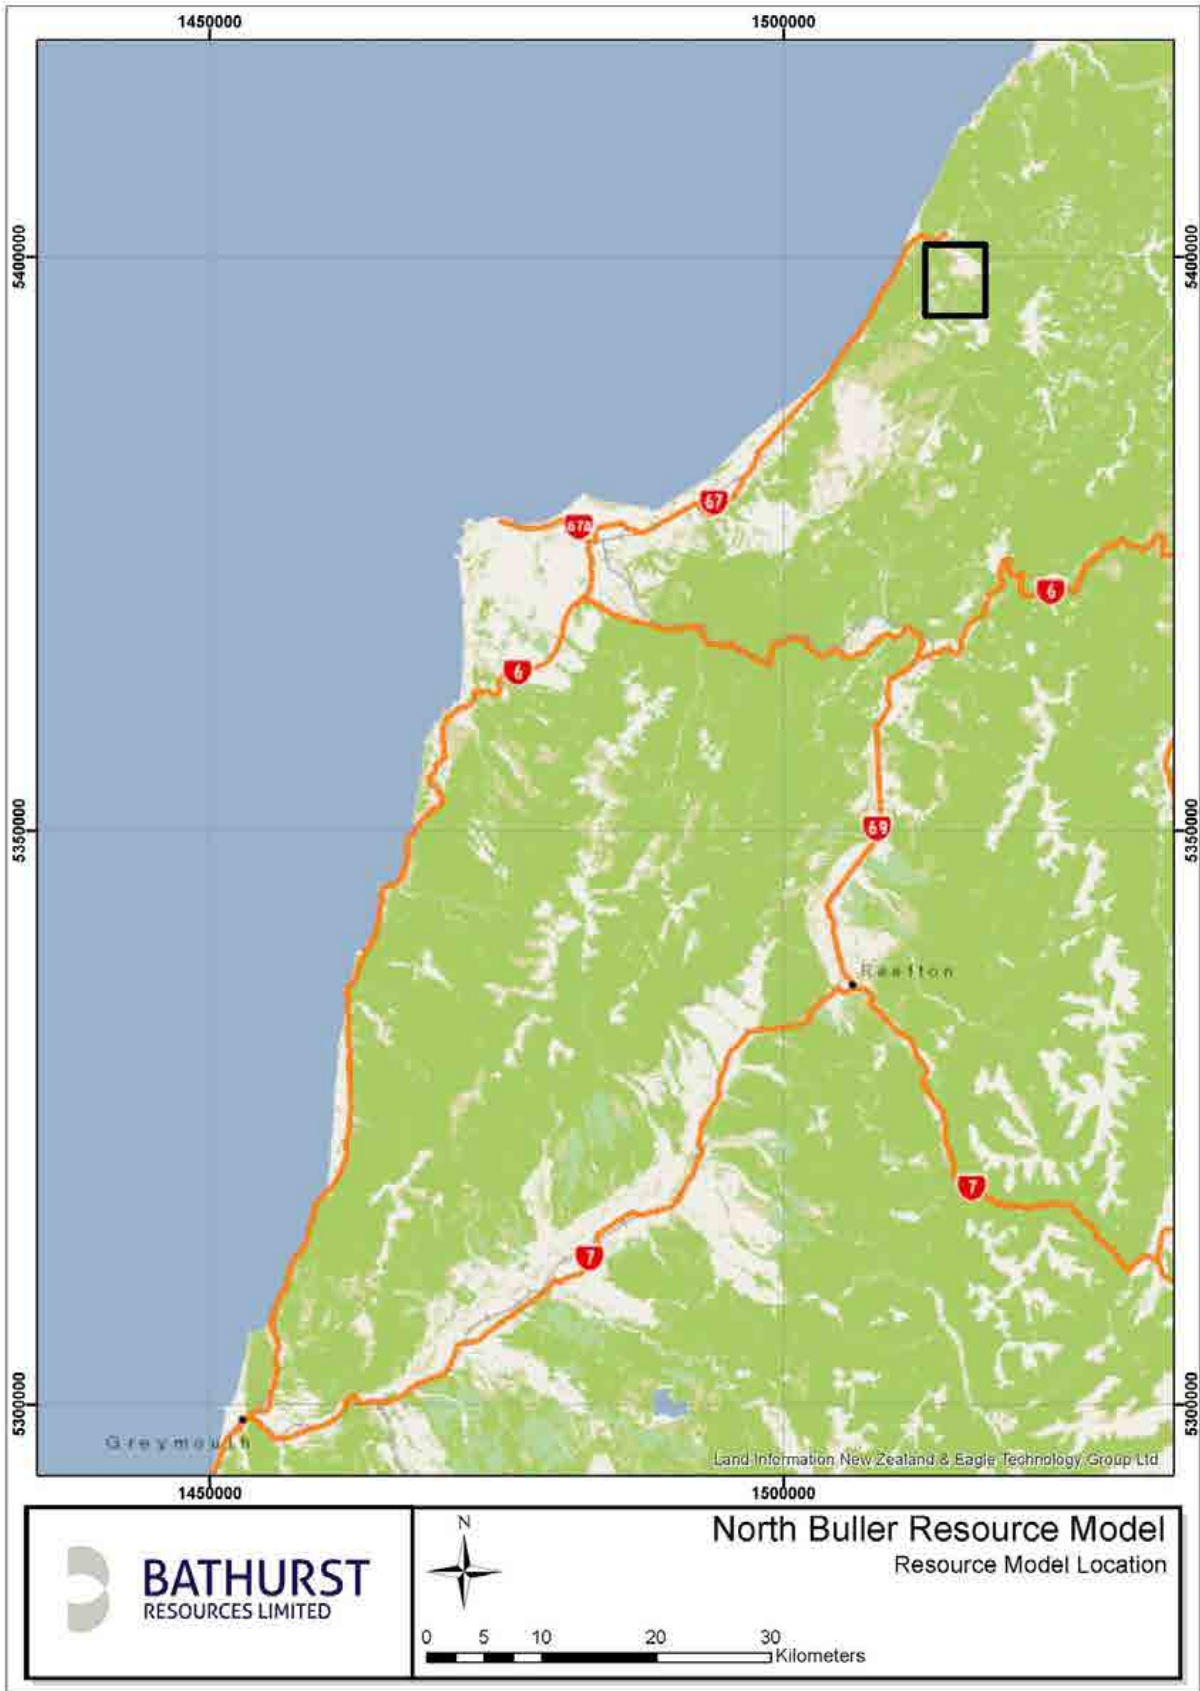 1450000
1500000
5400000
5400000
67
67A
6
6
5350000
5350000
69
Reefton
7
7
5300000
5300000
Greymouth
Land Information New Zealand & Eagle Technology Group Ltd
1450000
1500000
BATHURST
RESOURCES LIMITED
N
0 5 10 20 30
Kilometers
North Buller Resource Model
Resource Model Location